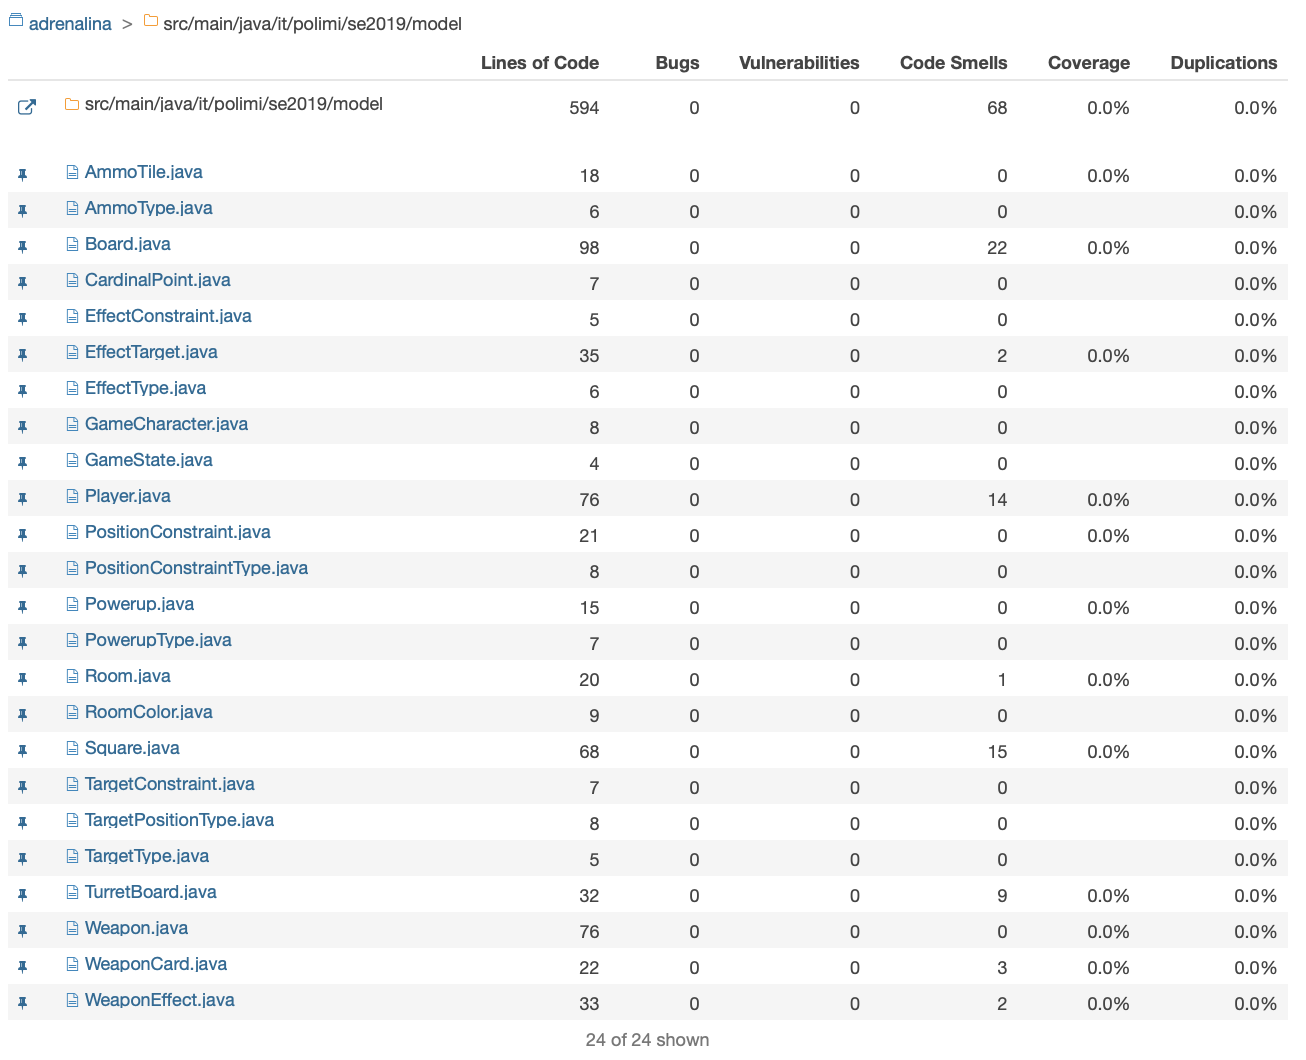 adrenalina > src/main/java/it/polimi/se2019/model
Lines of Code Bugs Vulnerabilities Code Smells Coverage Duplications
src/main/java/it/polimi/se2019/model 594 0 0 68 0.0% 0.0%
AmmoTile.java 18 0 0 0 0.0% 0.0%
AmmoType.java 6 0 0 0 0.0%
Board.java 98 0 0 22 0.0% 0.0%
CardinalPoint.java 7 0 0 0 0.0%
EffectConstraint.java 5 0 0 0 0.0%
EffectTarget.java 35 0 0 2 0.0% 0.0%
EffectType.java 6 0 0 0 0.0%
GameCharacter.java 8 0 0 0 0.0%
GameState.java 4 0 0 0 0.0%
Player.java 76 0 0 14 0.0% 0.0%
PositionConstraint.java 21 0 0 0 0.0% 0.0%
PositionConstraintType.java 8 0 0 0 0.0%
Powerup.java 15 0 0 0 0.0% 0.0%
PowerupType.java 7 0 0 0 0.0%
Room.java 20 0 0 1 0.0% 0.0%
RoomColor.java 9 0 0 0 0.0%
Square.java 68 0 0 15 0.0% 0.0%
TargetConstraint.java 7 0 0 0 0.0%
TargetPositionType.java 8 0 0 0 0.0%
TargetType.java 5 0 0 0 0.0%
TurretBoard.java 32 0 0 9 0.0% 0.0%
Weapon.java 76 0 0 0 0.0% 0.0%
WeaponCard.java 22 0 0 3 0.0% 0.0%
WeaponEffect.java 33 0 0 2 0.0% 0.0%
24 of 24 shown